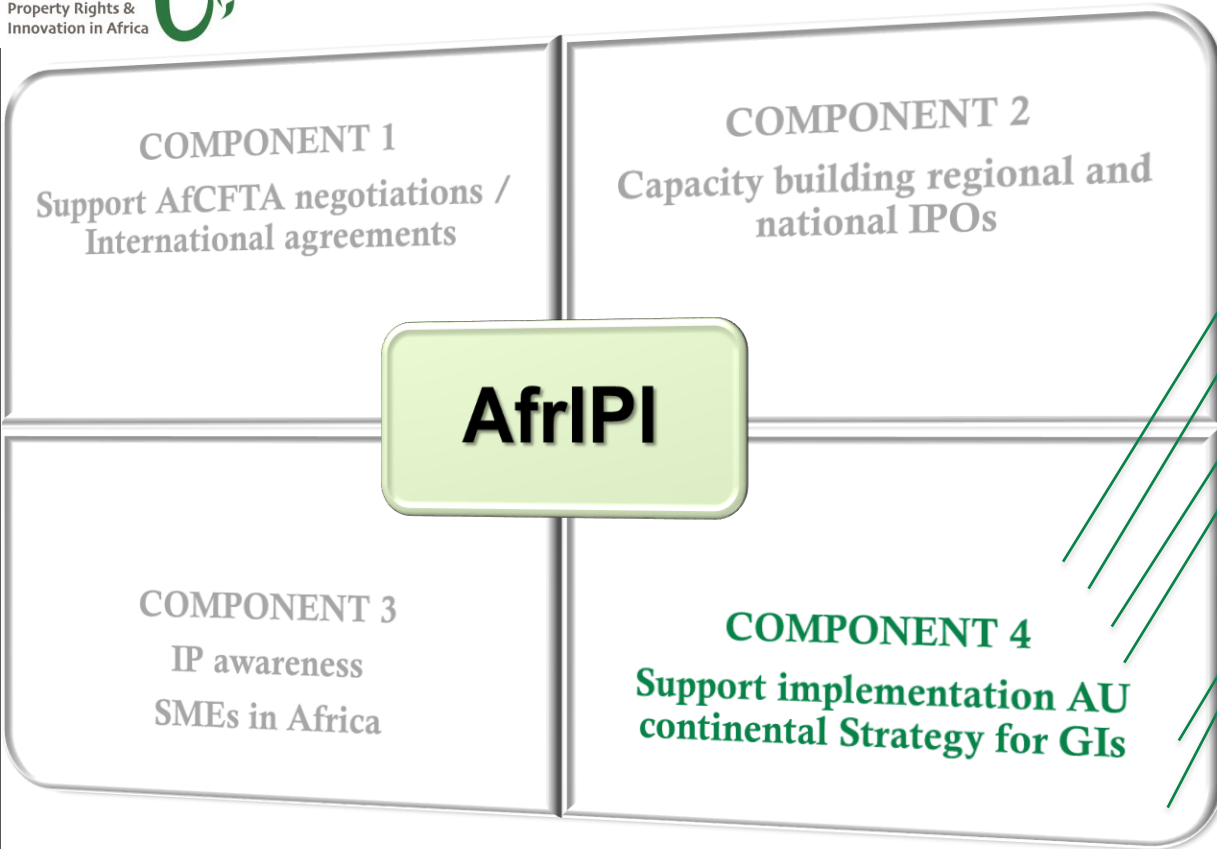 Property Rights &
Innovation in Africa
COMPONENT 1
Support AfCFTA negotiations /
International agreements
COMPONENT 2
Capacity building regional and
national IPOs
AfrIPI
COMPONENT 3
IP awareness
SMEs in Africa
COMPONENT 4
Support implementation AU
continental Strategy for GIs